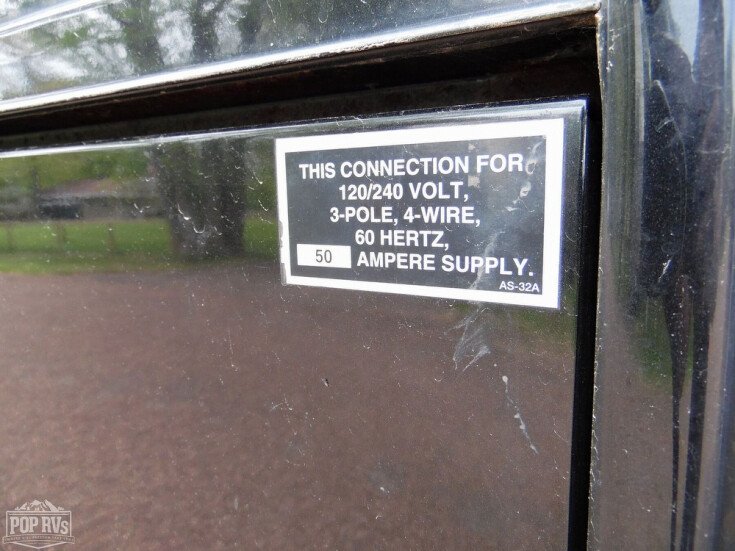 THIS CONNECTION FOR
120/240 VOLT,
3-POLE, 4-WIRE,
60 HERTZ,
50 AMPERE SUPPLY.
AS-32A
POP RVs